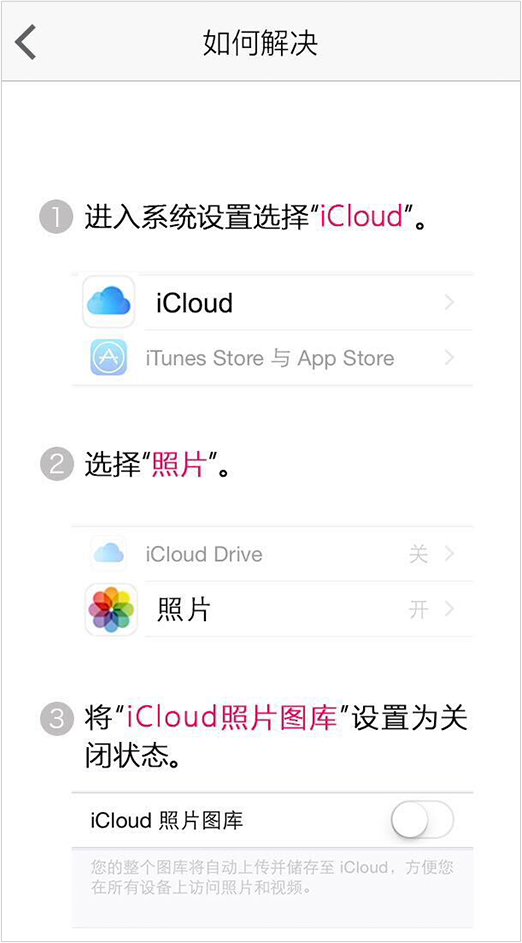 如何解决
1 进入系统设置选择“iCloud”。
iCloud
iTunes Store 与 App Store
2 选择“照片”。
iCloud Drive 关
照片 开
3 将“iCloud照片图库”设置为关
闭状态。
iCloud 照片图库
您的整个图库将自动上传并储存至 iCloud，方便您
在所有设备上访问照片和视频。